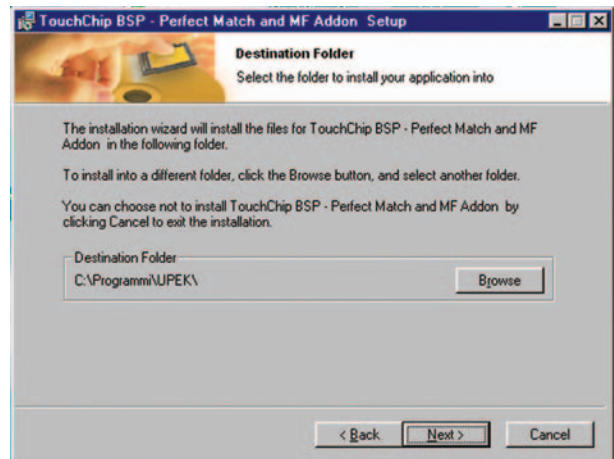 TouchChip BSP - Perfect Match and MF Addon Setup
Destination Folder
Select the folder to install your application into
The installation wizard will install the files for TouchChip BSP - Perfect Match and MF
Addon in the following folder.
To install into a different folder, click the Browse button, and select another folder.
You can choose not to install TouchChip BSP - Perfect Match and MF Addon by
clicking Cancel to exit the installation.
Destination Folder
C:\Programmi\UPEK\
Browse
< Back
Next >
Cancel